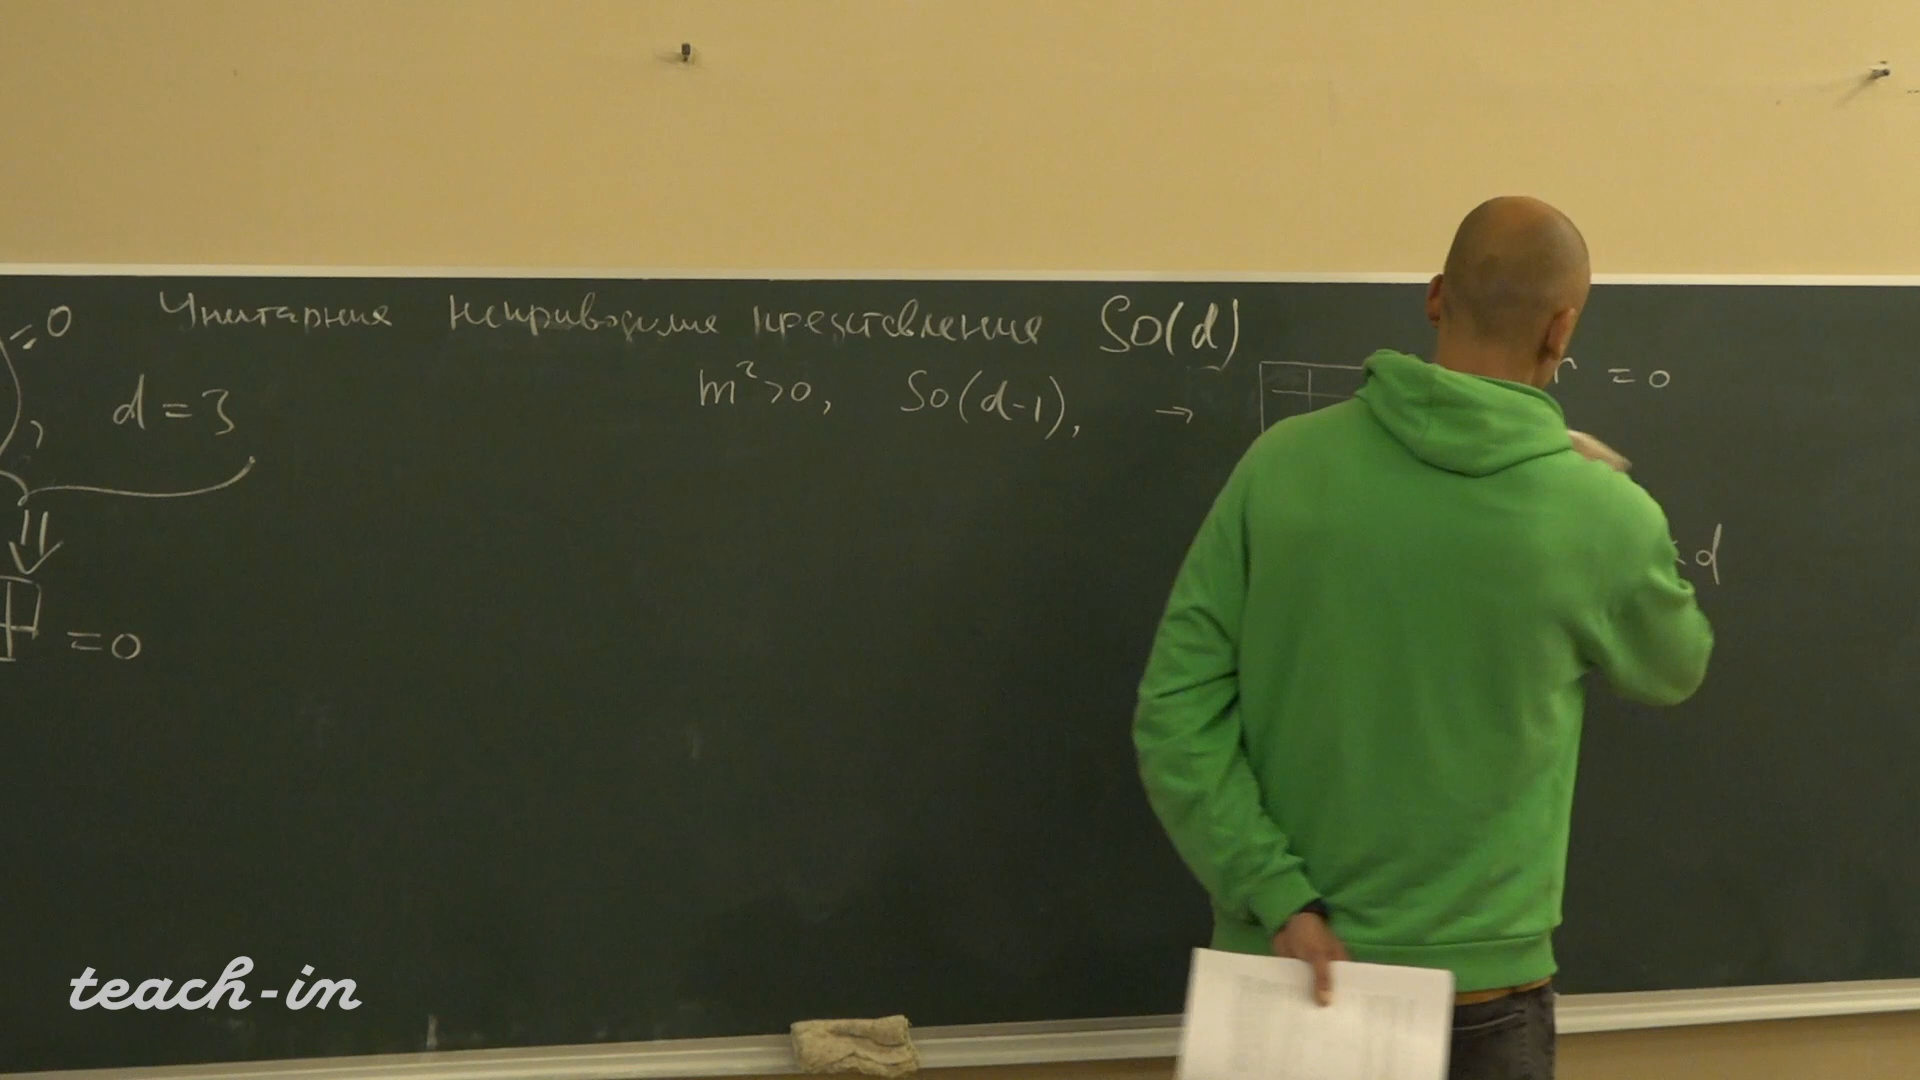 = 0 Унитарные неприводимые представления SO(d)
d = 3 m² > 0, SO(d-1), → = 0
d
= 0
teach-in